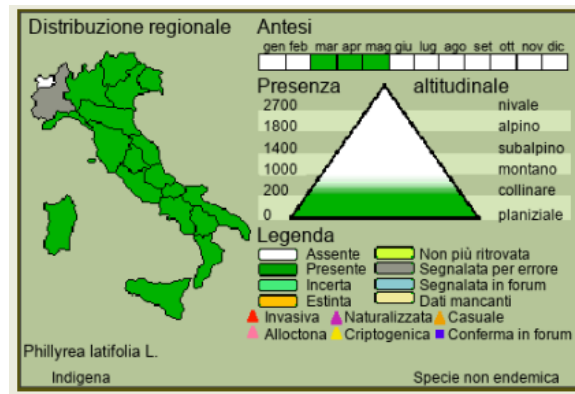 Distribuzione regionale
Antesi
gen feb mar apr mag giu lug ago set ott nov dic
Presenza altitudinale
2700 nivale
1800 alpino
1400 subalpino
1000 montano
200 collinare
0 planiziale
Legenda
Assente Non più ritrovata
Presente Segnalata per errore
Incerta Segnalata in forum
Estinta Dati mancanti
Invasiva Naturalizzata Casuale
Alloctona Criptogenica Conferma in forum
Phillyrea latifolia L.
Indigena Specie non endemica